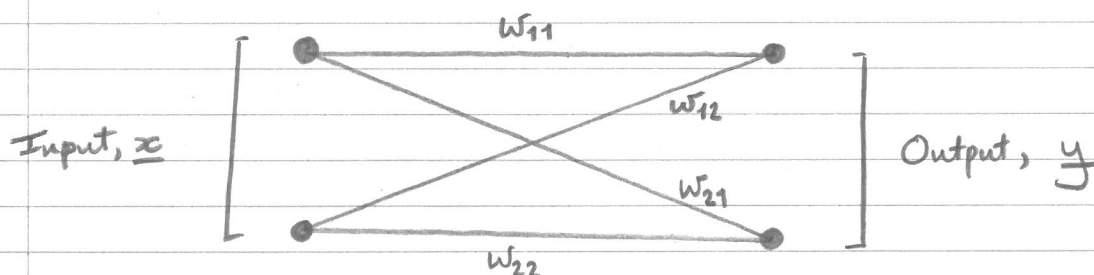 w₁₁
w₁₂
Input, x
Output, y
w₂₁
w₂₂